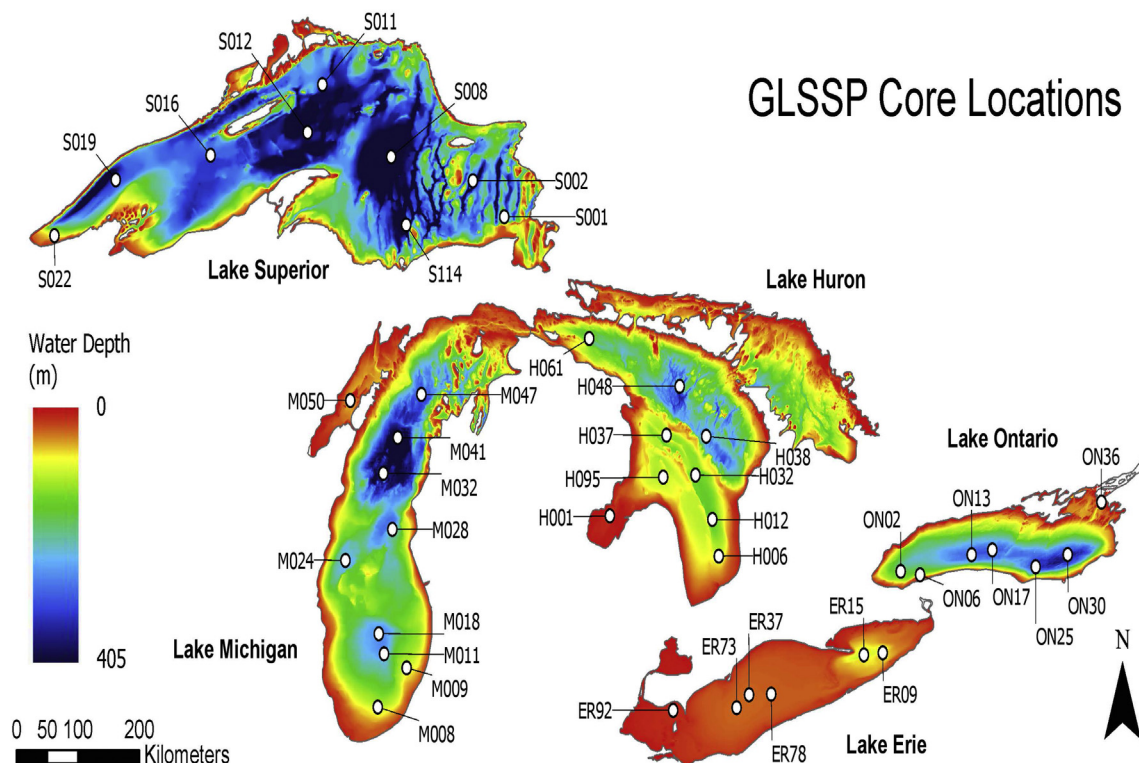 GLSSP Core Locations
S011
S012
S008
S016
S019
S002
S001
S022
S114
Lake Superior
Lake Huron
Water Depth
(m)
0
405
H061
M050
M047
H048
M041
H037
H038
M032
H095
H032
Lake Ontario
ON36
ON13
H001
H012
M028
ON02
M024
H006
ON06
ON17
ON30
ON25
ER15
M018
ER37
ER73
Lake Michigan
M011
M009
ER09
M008
ER92
ER78
Lake Erie
N
0 50 100 200
Kilometers